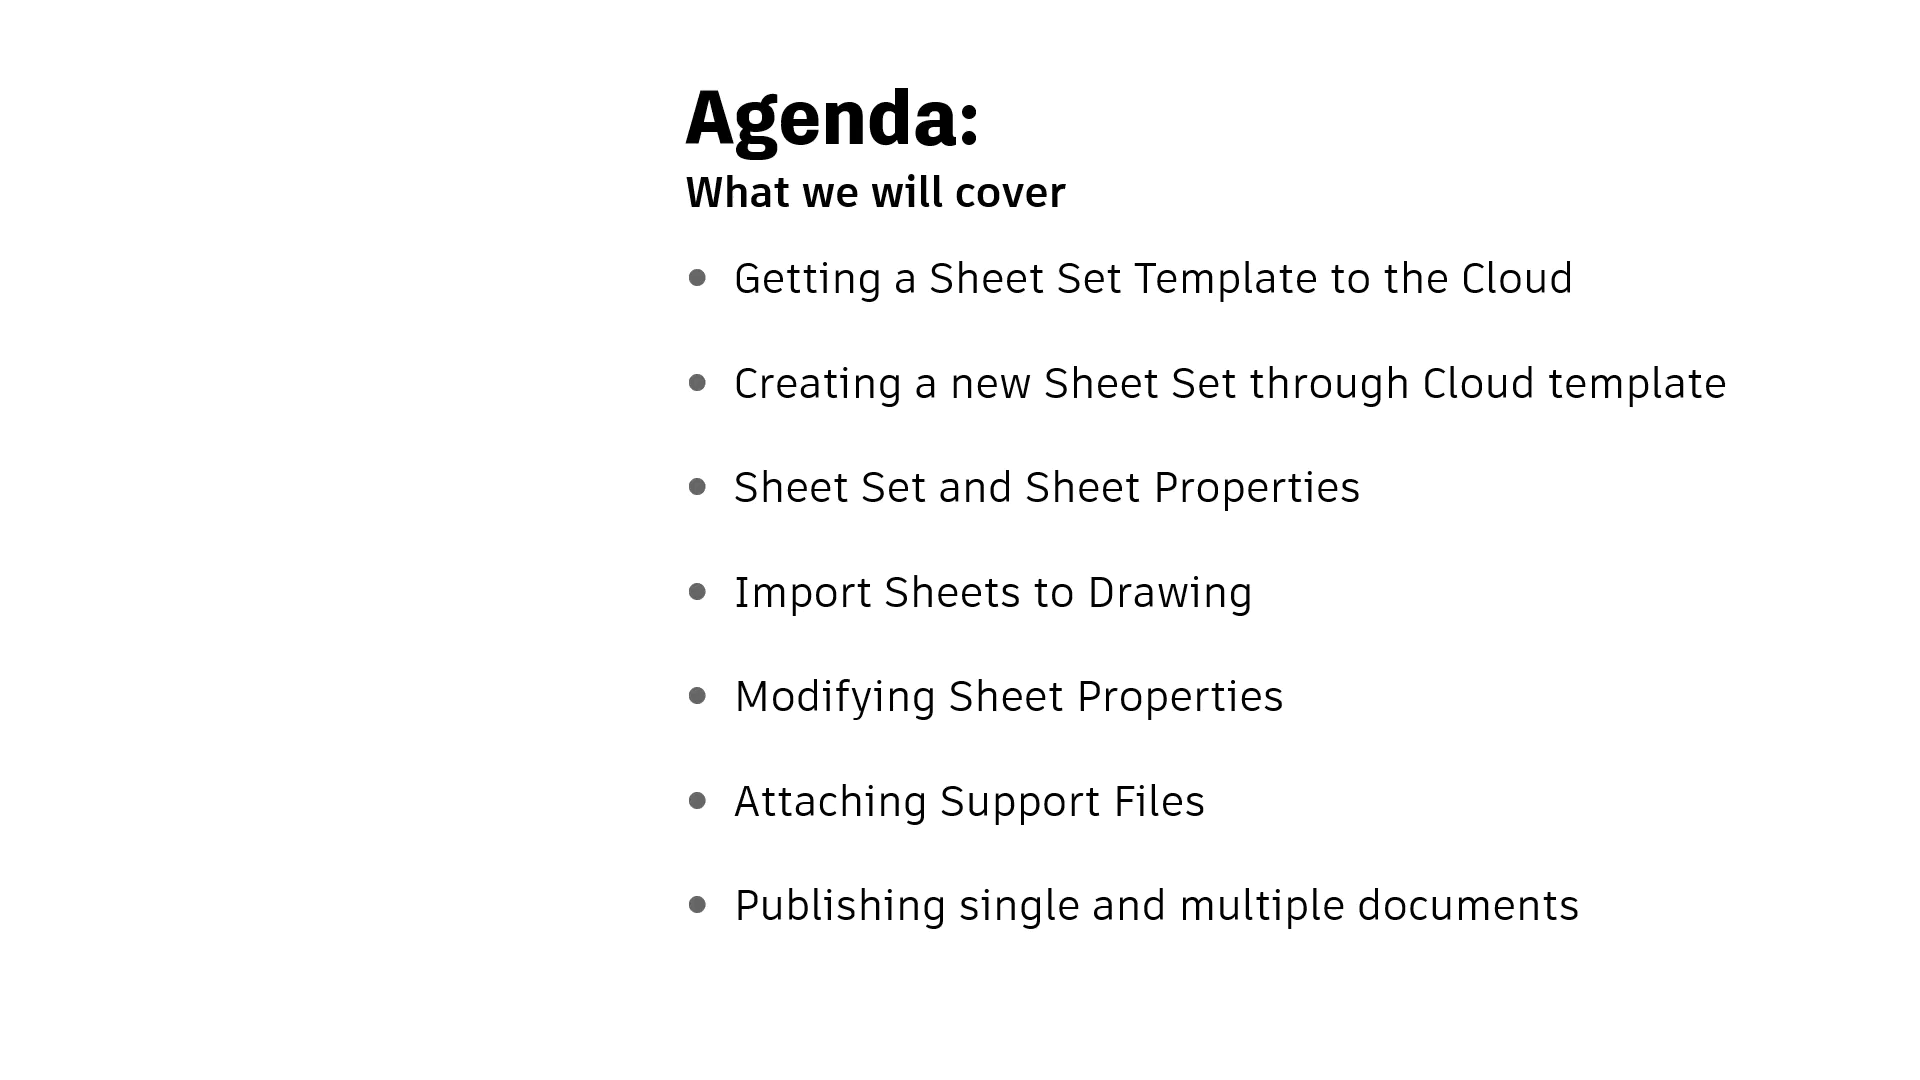 Agenda:
What we will cover
• Getting a Sheet Set Template to the Cloud
• Creating a new Sheet Set through Cloud template
• Sheet Set and Sheet Properties
• Import Sheets to Drawing
• Modifying Sheet Properties
• Attaching Support Files
• Publishing single and multiple documents